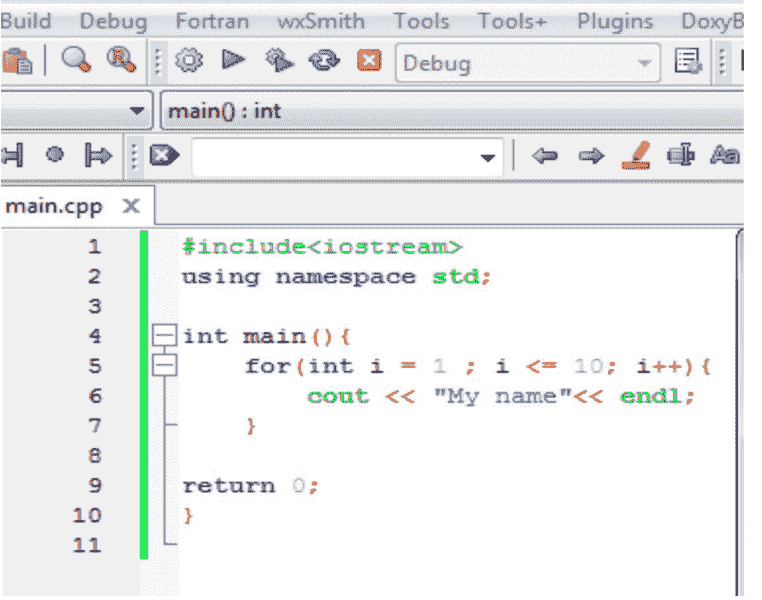 Build Debug Fortran wxSmith Tools Tools+ Plugins DoxyB
Debug
main() : int
Aa
main.cpp
1 #include<iostream>
2 using namespace std;
3
4 int main(){
5 for(int i = 1 ; i <= 10; i++){
6 cout << "My name"<< endl;
7 }
8
9 return 0;
10 }
11